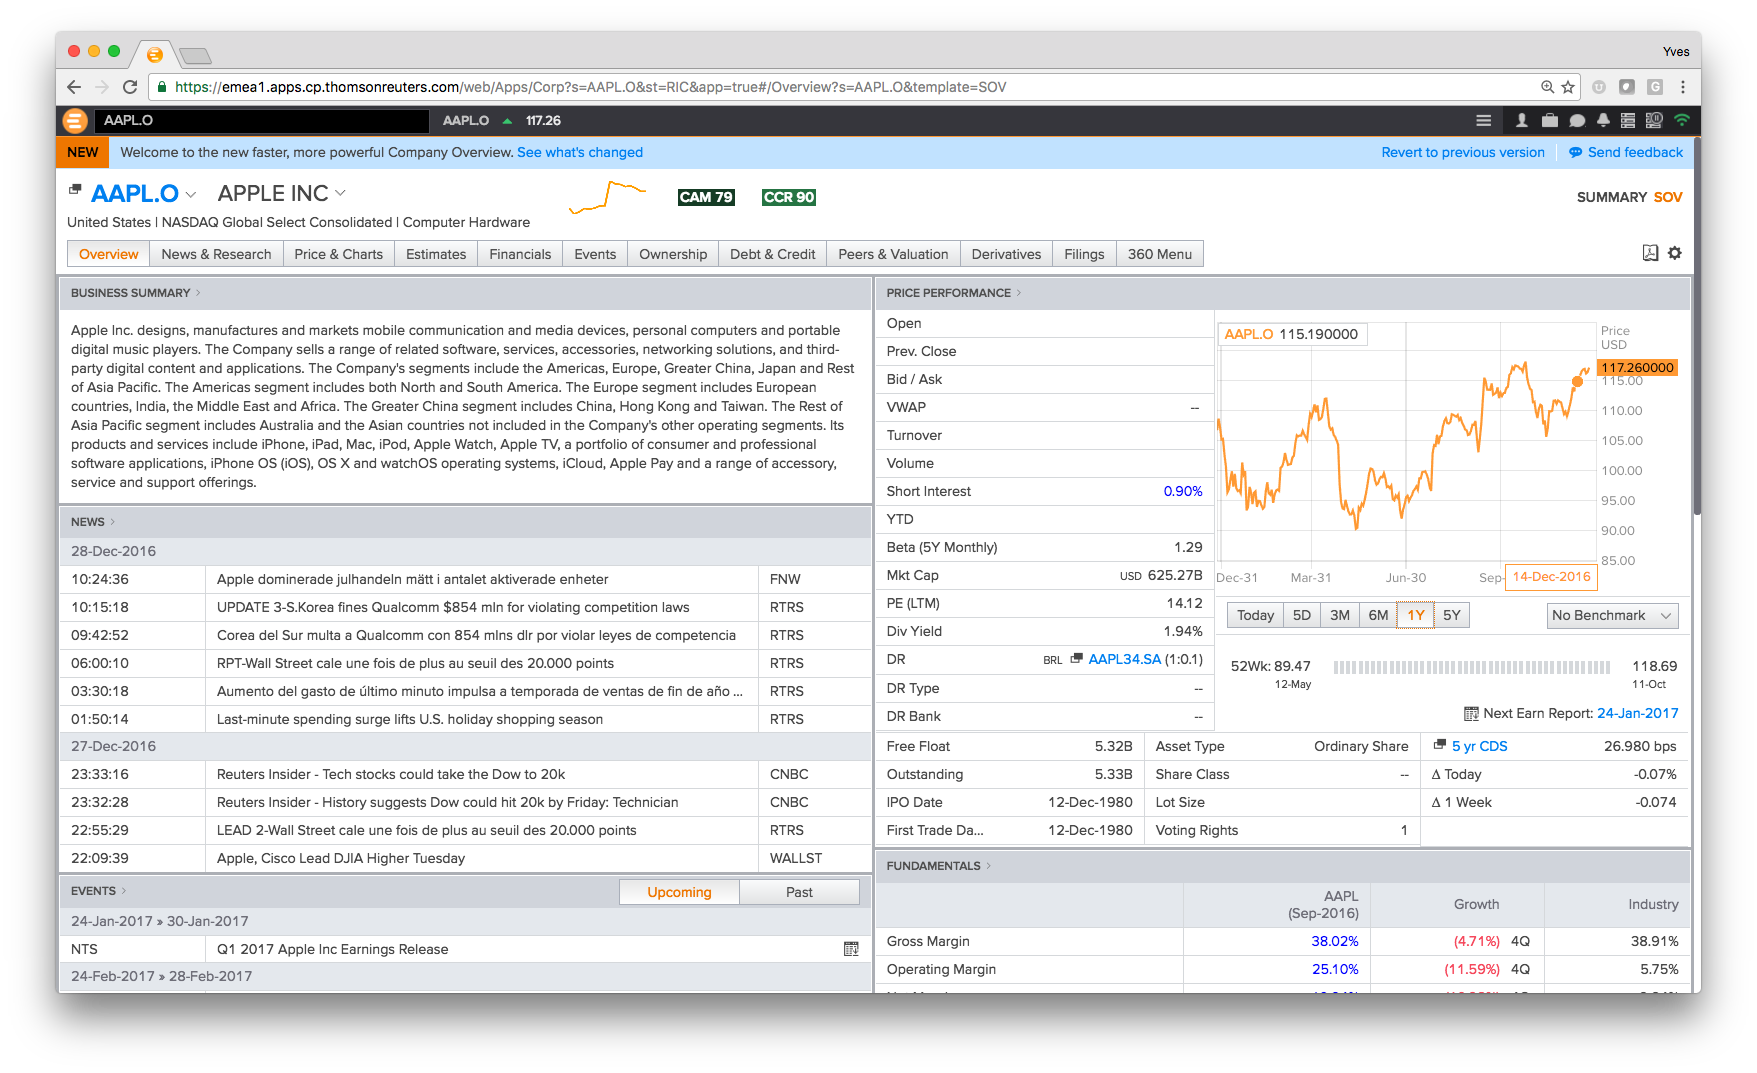 Yves
https://emea1.apps.cp.thomsonreuters.com/web/Apps/Corp?s=AAPL.O&st=RIC&app=true#/Overview?s=AAPL.O&template=SOV
AAPL.O
AAPL.O 117.26
NEW Welcome to the new faster, more powerful Company Overview. See what's changed
Revert to previous version Send feedback
AAPL.O APPLE INC
CAM 79 CCR 90
SUMMARY SOV
United States | NASDAQ Global Select Consolidated | Computer Hardware
Overview News & Research Price & Charts Estimates Financials Events Ownership Debt & Credit Peers & Valuation Derivatives Filings 360 Menu
BUSINESS SUMMARY
Apple Inc. designs, manufactures and markets mobile communication and media devices, personal computers and portable
digital music players. The Company sells a range of related software, services, accessories, networking solutions, and third-
party digital content and applications. The Company's segments include the Americas, Europe, Greater China, Japan and Rest
of Asia Pacific. The Americas segment includes both North and South America. The Europe segment includes European
countries, India, the Middle East and Africa. The Greater China segment includes China, Hong Kong and Taiwan. The Rest of
Asia Pacific segment includes Australia and the Asian countries not included in the Company's other operating segments. Its
products and services include iPhone, iPad, Mac, iPod, Apple Watch, Apple TV, a portfolio of consumer and professional
software applications, iPhone OS (iOS), OS X and watchOS operating systems, iCloud, Apple Pay and a range of accessory,
service and support offerings.
NEWS
28-Dec-2016
10:24:36 Apple dominerade julhandeln mätt i antalet aktiverade enheter FNW
10:15:18 UPDATE 3-S.Korea fines Qualcomm $854 mln for violating competition laws RTRS
09:42:52 Corea del Sur multa a Qualcomm con 854 mlns dlr por violar leyes de competencia RTRS
06:00:10 RPT-Wall Street cale une fois de plus au seuil des 20.000 points RTRS
03:30:18 Aumento del gasto de último minuto impulsa a temporada de ventas de fin de año ... RTRS
01:50:14 Last-minute spending surge lifts U.S. holiday shopping season RTRS
27-Dec-2016
23:33:16 Reuters Insider - Tech stocks could take the Dow to 20k CNBC
23:32:28 Reuters Insider - History suggests Dow could hit 20k by Friday: Technician CNBC
22:55:29 LEAD 2-Wall Street cale une fois de plus au seuil des 20.000 points RTRS
22:09:39 Apple, Cisco Lead DJIA Higher Tuesday WALLST
EVENTS Upcoming Past
24-Jan-2017 » 30-Jan-2017
NTS Q1 2017 Apple Inc Earnings Release
24-Feb-2017 » 28-Feb-2017
PRICE PERFORMANCE
Open
Prev. Close
Bid / Ask
VWAP --
Turnover
Volume
Short Interest 0.90%
YTD
Beta (5Y Monthly) 1.29
Mkt Cap USD 625.27B
PE (LTM) 14.12
Div Yield 1.94%
DR BRL AAPL34.SA (1:0.1)
DR Type --
DR Bank --
AAPL.O 115.190000
Price
USD
117.260000
115.00
110.00
105.00
100.00
95.00
90.00
85.00
Dec-31 Mar-31 Jun-30 Sep- 14-Dec-2016
Today 5D 3M 6M 1Y 5Y No Benchmark
52Wk: 89.47 118.69
12-May 11-Oct
Next Earn Report: 24-Jan-2017
Free Float 5.32B Asset Type Ordinary Share 5 yr CDS 26.980 bps
Outstanding 5.33B Share Class -- Δ Today -0.07%
IPO Date 12-Dec-1980 Lot Size Δ 1 Week -0.074
First Trade Da... 12-Dec-1980 Voting Rights 1
FUNDAMENTALS
AAPL
(Sep-2016) Growth Industry
Gross Margin 38.02% (4.71%) 4Q 38.91%
Operating Margin 25.10% (11.59%) 4Q 5.75%